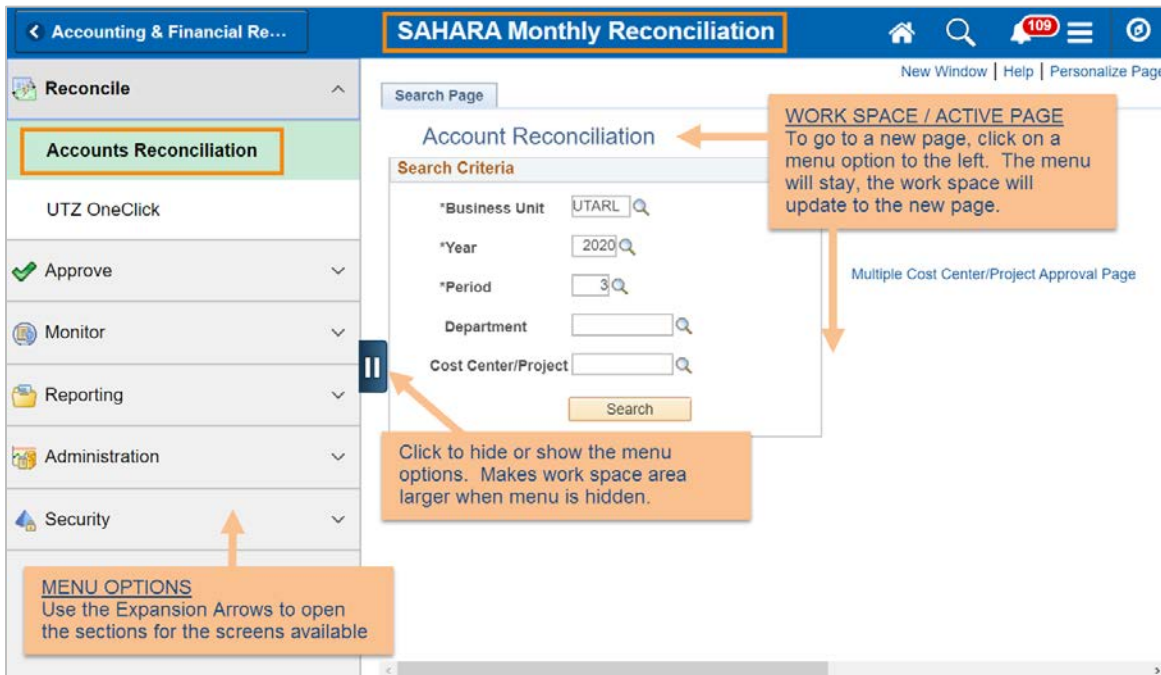 Accounting & Financial Re...
SAHARA Monthly Reconciliation
109
New Window | Help | Personalize Page
Reconcile
Accounts Reconciliation
UTZ OneClick
Approve
Monitor
Reporting
Administration
Security
MENU OPTIONS
Use the Expansion Arrows to open
the sections for the screens available
Search Page
Account Reconciliation
Search Criteria
*Business Unit UTARL
*Year 2020
*Period 3
Department
Cost Center/Project
Search
WORK SPACE / ACTIVE PAGE
To go to a new page, click on a
menu option to the left. The menu
will stay, the work space will
update to the new page.
Multiple Cost Center/Project Approval Page
Click to hide or show the menu
options. Makes work space area
larger when menu is hidden.